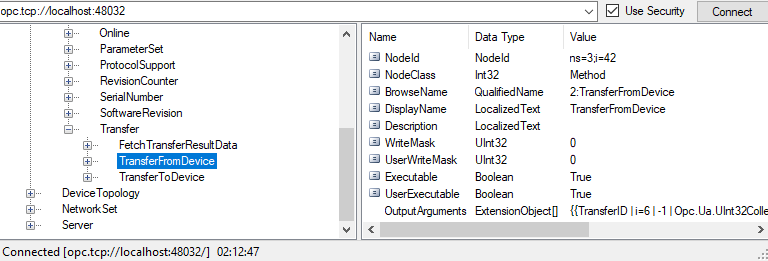 opc.tcp://localhost:48032/ Use Security Connect
Online
ParameterSet
ProtocolSupport
RevisionCounter
SerialNumber
SoftwareRevision
Transfer
FetchTransferResultData
TransferFromDevice
TransferToDevice
DeviceTopology
NetworkSet
Server
Name Data Type Value
NodeId NodeId ns=3;i=42
NodeClass Int32 Method
BrowseName QualifiedName 2:TransferFromDevice
DisplayName LocalizedText TransferFromDevice
Description LocalizedText
WriteMask UInt32 0
UserWriteMask UInt32 0
Executable Boolean True
UserExecutable Boolean True
OutputArguments ExtensionObject[] {{TransferID | i=6 | -1 | Opc.Ua.UInt32Colle
Connected [opc.tcp://localhost:48032/] 02:12:47